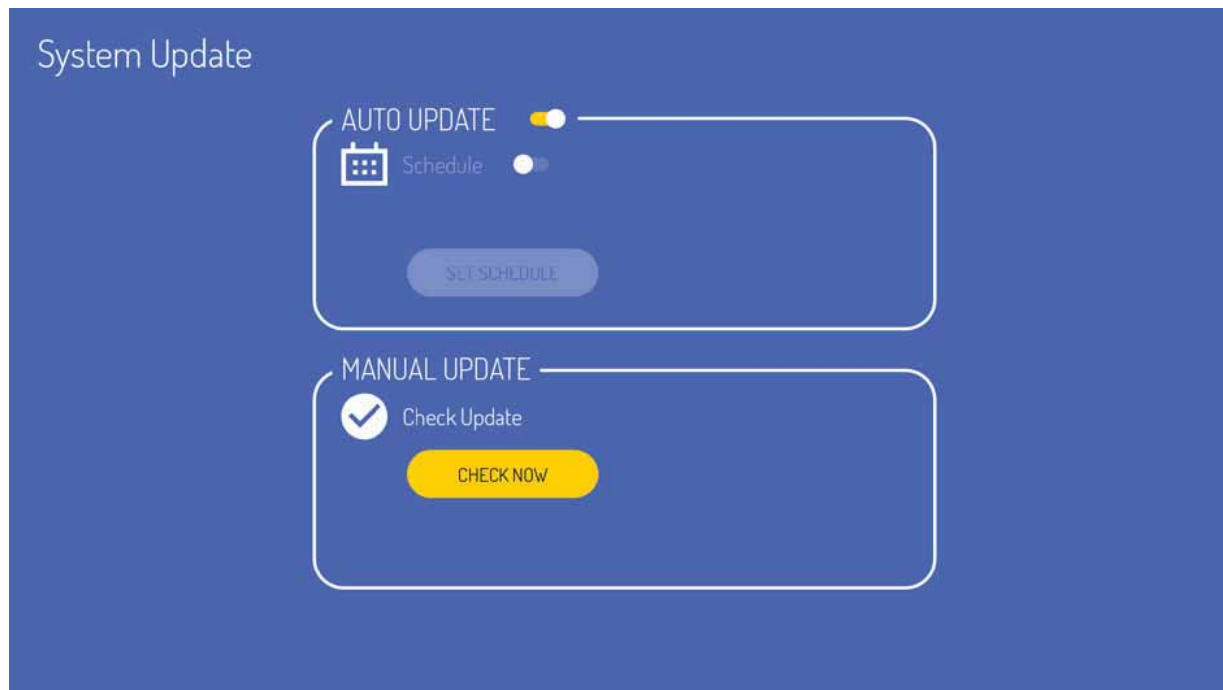 System Update
AUTO UPDATE
Schedule
SET SCHEDULE
MANUAL UPDATE
Check Update
CHECK NOW